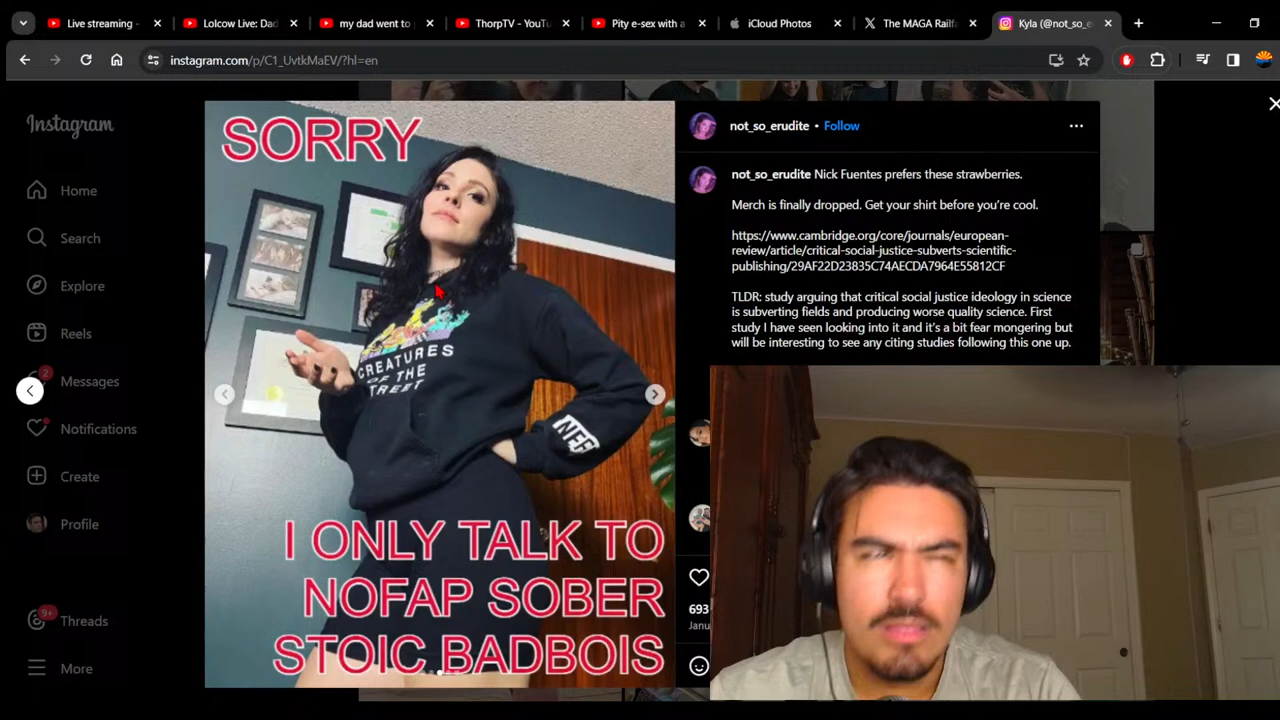 Live streaming -
Lolcow Live: Dad
my dad went to
ThorpTV - YouTu
Pity e-sex with a
iCloud Photos
The MAGA Railfa
Kyla (@not_so_e
instagram.com/p/C1_UvtkMaEV/?hl=en
Instagram
Home
Search
Explore
Reels
2
Messages
Notifications
Create
Profile
9+
Threads
More
SORRY
CREATURES
OF THE
STREET
I ONLY TALK TO
NOFAP SOBER
STOIC BADBOIS
not_so_erudite • Follow
not_so_erudite Nick Fuentes prefers these strawberries.
Merch is finally dropped. Get your shirt before you're cool.
https://www.cambridge.org/core/journals/european-
review/article/critical-social-justice-subverts-scientific-
publishing/29AF22D23835C74AECDA7964E55812CF
TLDR: study arguing that critical social justice ideology in science
is subverting fields and producing worse quality science. First
study I have seen looking into it and it's a bit fear mongering but
will be interesting to see any citing studies following this one up.
693
Janu